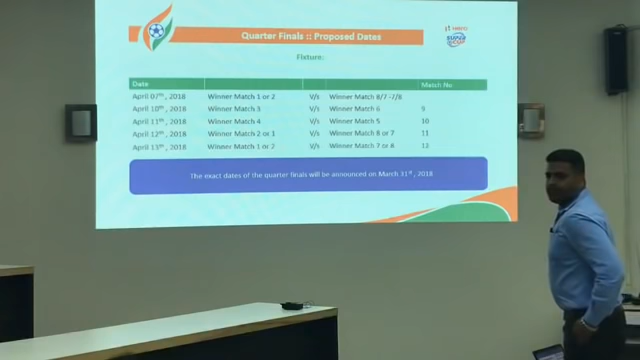 Quarter Finals :: Proposed Dates
HERO
SUPER CUP
Fixture:
Date Match No
April 07th, 2018 Winner Match 1 or 2 V/s Winner Match 8/7 -7/8
April 10th, 2018 Winner Match 3 V/s Winner Match 6 9
April 11th, 2018 Winner Match 4 V/s Winner Match 5 10
April 12th, 2018 Winner Match 2 or 1 V/s Winner Match 8 or 7 11
April 13th, 2018 Winner Match 1 or 2 V/s Winner Match 7 or 8 12
The exact dates of the quarter finals will be announced on March 31st, 2018